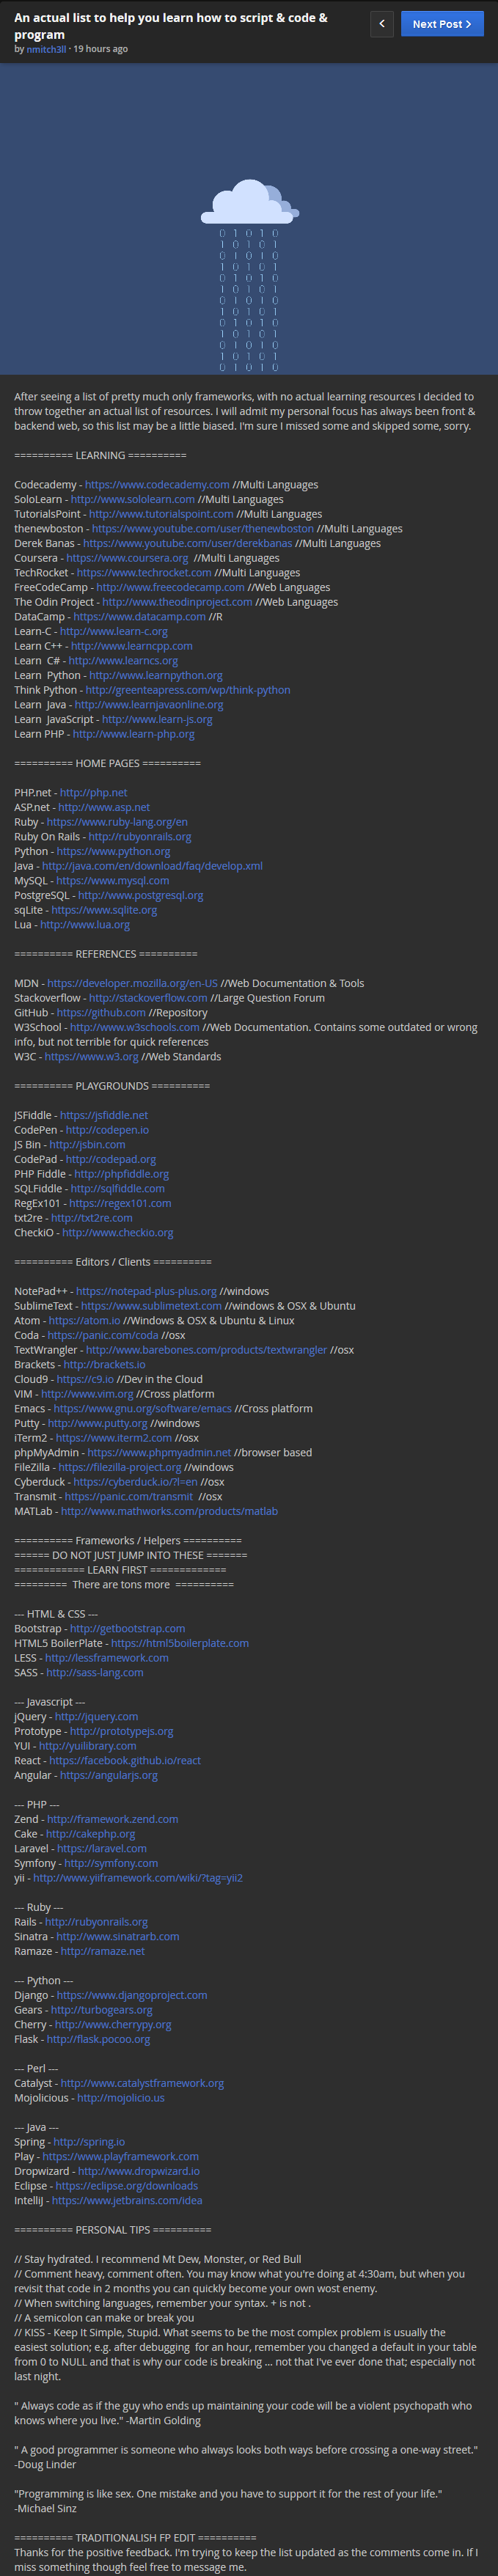 An actual list to help you learn how to script & code &
program
by nmitch3ll · 19 hours ago
<
Next Post >
0 1 0 1 0
1 0 1 0 1
0 1 0 1 0
1 0 1 0 1
0 1 0 1 0
1 0 1 0 1
0 1 0 1 0
1 0 1 0 1
0 1 0 1 0
1 0 1 0 1
0 1 0 1 0
1 0 1 0 1
0 1 0 1 0
After seeing a list of pretty much only frameworks, with no actual learning resources I decided to
throw together an actual list of resources. I will admit my personal focus has always been front &
backend web, so this list may be a little biased. I'm sure I missed some and skipped some, sorry.
========== LEARNING ==========
Codecademy - https://www.codecademy.com //Multi Languages
SoloLearn - http://www.sololearn.com //Multi Languages
TutorialsPoint - http://www.tutorialspoint.com //Multi Languages
thenewboston - https://www.youtube.com/user/thenewboston //Multi Languages
Derek Banas - https://www.youtube.com/user/derekbanas //Multi Languages
Coursera - https://www.coursera.org  //Multi Languages
TechRocket - https://www.techrocket.com //Multi Languages
FreeCodeCamp - http://www.freecodecamp.com //Web Languages
The Odin Project - http://www.theodinproject.com //Web Languages
DataCamp - https://www.datacamp.com //R
Learn-C - http://www.learn-c.org
Learn C++ - http://www.learncpp.com
Learn  C# - http://www.learncs.org
Learn  Python - http://www.learnpython.org
Think Python - http://greenteapress.com/wp/think-python
Learn  Java - http://www.learnjavaonline.org
Learn  JavaScript - http://www.learn-js.org
Learn PHP - http://www.learn-php.org
========== HOME PAGES ==========
PHP.net - http://php.net
ASP.net - http://www.asp.net
Ruby - https://www.ruby-lang.org/en
Ruby On Rails - http://rubyonrails.org
Python - https://www.python.org
Java - http://java.com/en/download/faq/develop.xml
MySQL - https://www.mysql.com
PostgreSQL - http://www.postgresql.org
sqLite - https://www.sqlite.org
Lua - http://www.lua.org
========== REFERENCES ==========
MDN - https://developer.mozilla.org/en-US //Web Documentation & Tools
Stackoverflow - http://stackoverflow.com //Large Question Forum
GitHub - https://github.com //Repository
W3School - http://www.w3schools.com //Web Documentation. Contains some outdated or wrong
info, but not terrible for quick references
W3C - https://www.w3.org //Web Standards
========== PLAYGROUNDS ==========
JSFiddle - https://jsfiddle.net
CodePen - http://codepen.io
JS Bin - http://jsbin.com
CodePad - http://codepad.org
PHP Fiddle - http://phpfiddle.org
SQLFiddle - http://sqlfiddle.com
RegEx101 - https://regex101.com
txt2re - http://txt2re.com
CheckiO - http://www.checkio.org
========== Editors / Clients ==========
NotePad++ - https://notepad-plus-plus.org //windows
SublimeText - https://www.sublimetext.com //windows & OSX & Ubuntu
Atom - https://atom.io //Windows & OSX & Ubuntu & Linux
Coda - https://panic.com/coda //osx
TextWrangler - http://www.barebones.com/products/textwrangler //osx
Brackets - http://brackets.io
Cloud9 - https://c9.io //Dev in the Cloud
VIM - http://www.vim.org //Cross platform
Emacs - https://www.gnu.org/software/emacs //Cross platform
Putty - http://www.putty.org //windows
iTerm2 - https://www.iterm2.com //osx
phpMyAdmin - https://www.phpmyadmin.net //browser based
FileZilla - https://filezilla-project.org //windows
Cyberduck - https://cyberduck.io/?l=en //osx
Transmit - https://panic.com/transmit  //osx
MATLab - http://www.mathworks.com/products/matlab
========== Frameworks / Helpers ==========
====== DO NOT JUST JUMP INTO THESE =======
============ LEARN FIRST =============
=========  There are tons more  ==========
--- HTML & CSS ---
Bootstrap - http://getbootstrap.com
HTML5 BoilerPlate - https://html5boilerplate.com
LESS - http://lessframework.com
SASS - http://sass-lang.com
--- Javascript ---
jQuery - http://jquery.com
Prototype - http://prototypejs.org
YUI - http://yuilibrary.com
React - https://facebook.github.io/react
Angular - https://angularjs.org
--- PHP ---
Zend - http://framework.zend.com
Cake - http://cakephp.org
Laravel - https://laravel.com
Symfony - http://symfony.com
yii - http://www.yiiframework.com/wiki/?tag=yii2
--- Ruby ---
Rails - http://rubyonrails.org
Sinatra - http://www.sinatrarb.com
Ramaze - http://ramaze.net
--- Python ---
Django - https://www.djangoproject.com
Gears - http://turbogears.org
Cherry - http://www.cherrypy.org
Flask - http://flask.pocoo.org
--- Perl ---
Catalyst - http://www.catalystframework.org
Mojolicious - http://mojolicio.us
--- Java ---
Spring - http://spring.io
Play - https://www.playframework.com
Dropwizard - http://www.dropwizard.io
Eclipse - https://eclipse.org/downloads
IntelliJ - https://www.jetbrains.com/idea
========== PERSONAL TIPS ==========
// Stay hydrated. I recommend Mt Dew, Monster, or Red Bull
// Comment heavy, comment often. You may know what you're doing at 4:30am, but when you
revisit that code in 2 months you can quickly become your own wost enemy.
// When switching languages, remember your syntax. + is not .
// A semicolon can make or break you
// KISS - Keep It Simple, Stupid. What seems to be the most complex problem is usually the
easiest solution; e.g. after debugging  for an hour, remember you changed a default in your table
from 0 to NULL and that is why our code is breaking ... not that I've ever done that; especially not
last night.
" Always code as if the guy who ends up maintaining your code will be a violent psychopath who
knows where you live." -Martin Golding
" A good programmer is someone who always looks both ways before crossing a one-way street."
-Doug Linder
"Programming is like sex. One mistake and you have to support it for the rest of your life."
-Michael Sinz
========== TRADITIONALISH FP EDIT ==========
Thanks for the positive feedback. I'm trying to keep the list updated as the comments come in. If I
miss something though feel free to message me.